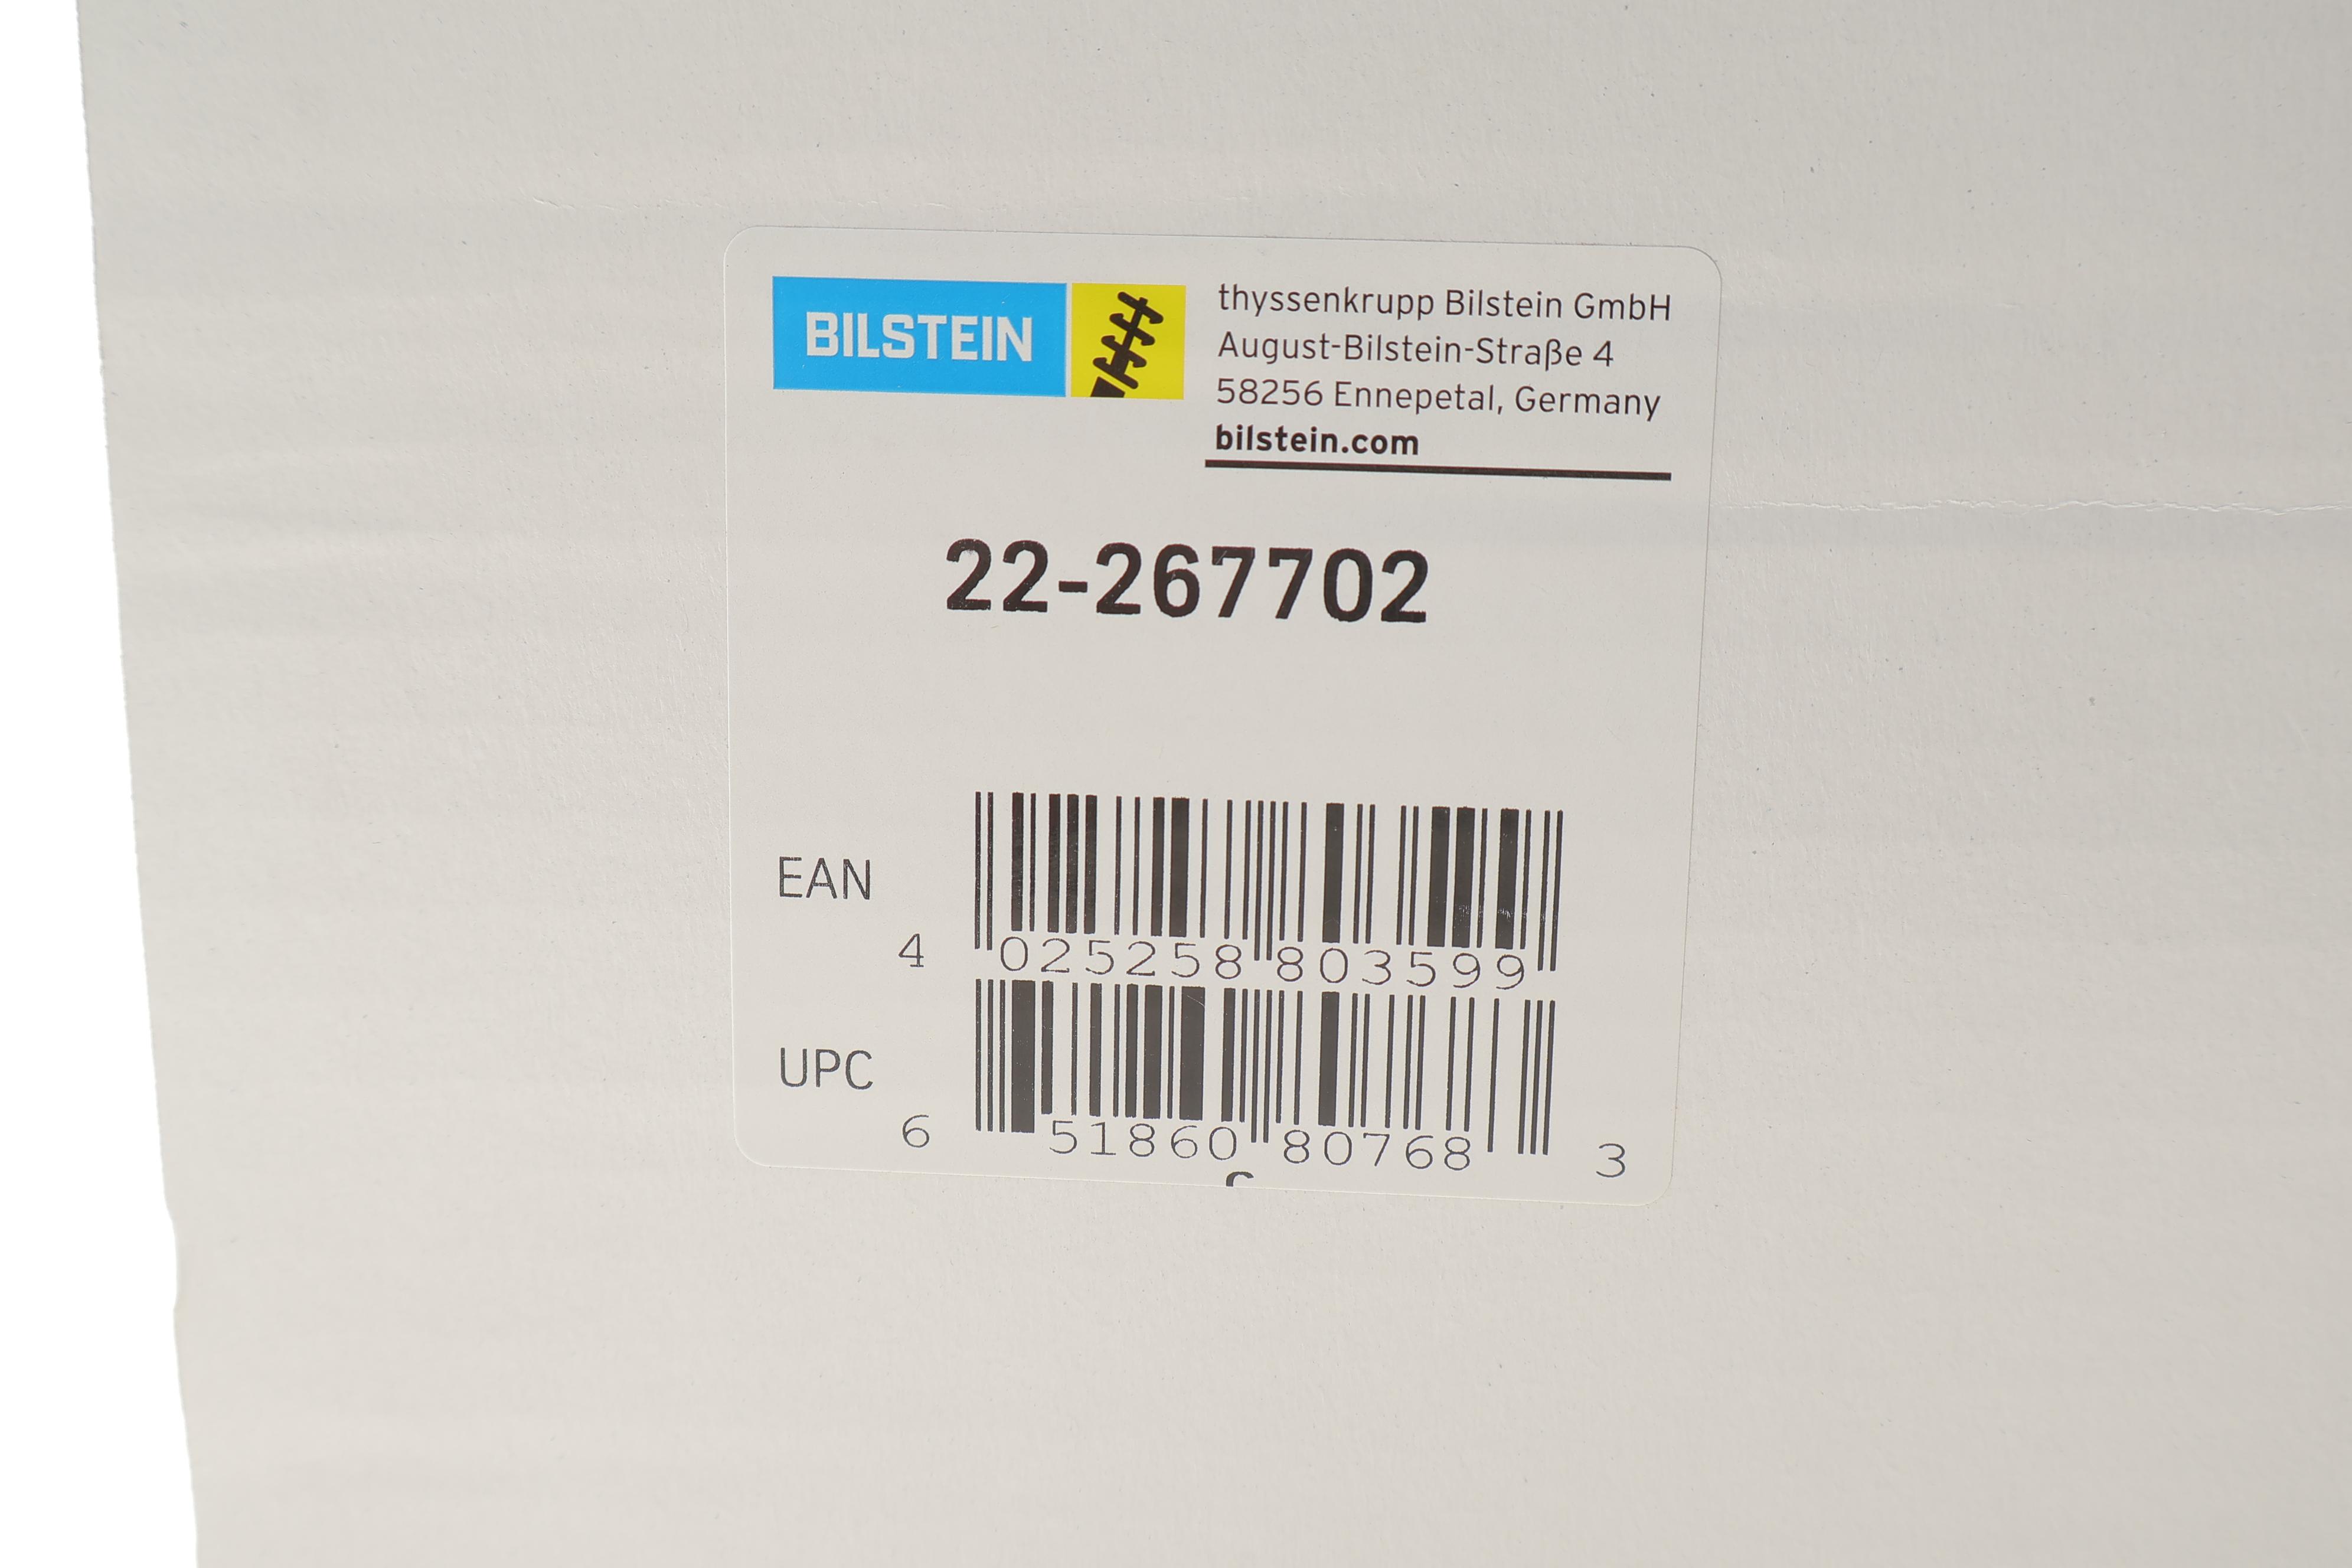 BILSTEIN
thyssenkrupp Bilstein GmbH
August-Bilstein-Straße 4
58256 Ennepetal, Germany
bilstein.com
22-267702
EAN
4 025258 803599
UPC
6 51860 80768 3